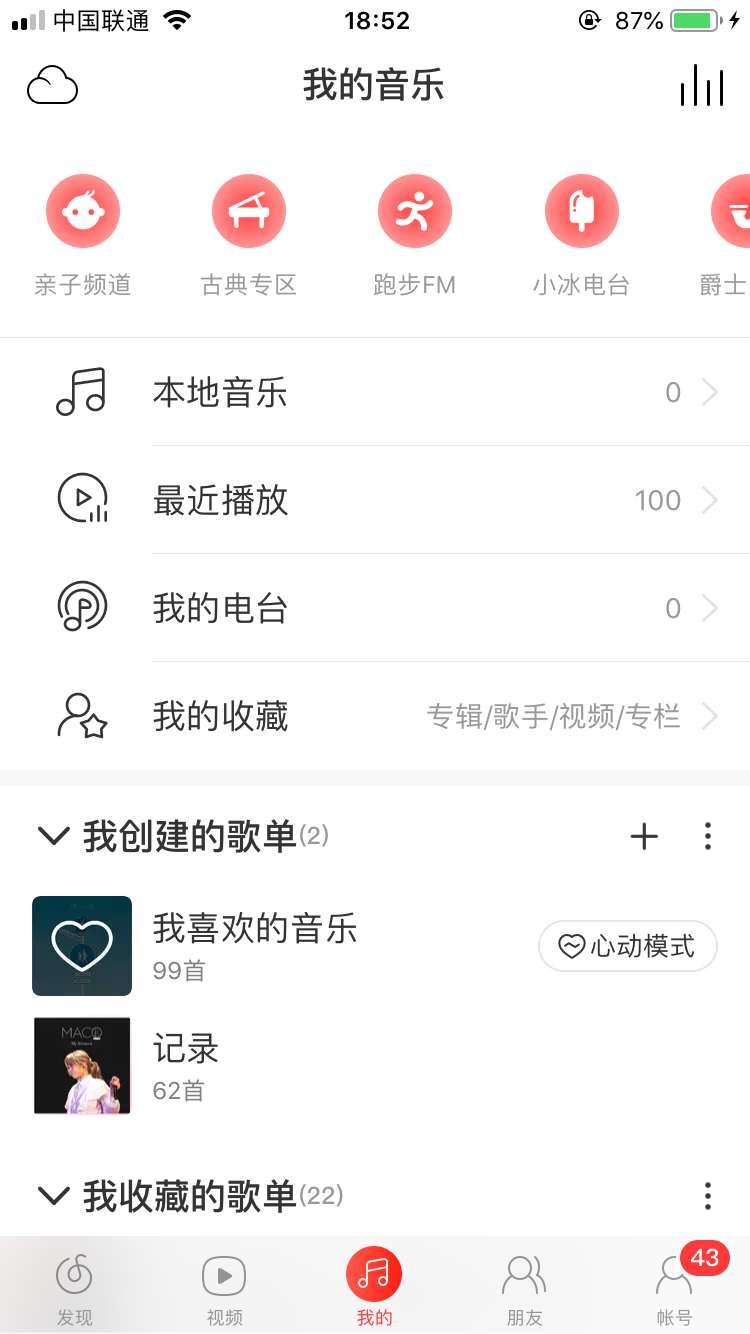 中国联通 18:52 87%
我的音乐
亲子频道 古典专区 跑步FM 小冰电台 爵士
本地音乐 0
最近播放 100
我的电台 0
我的收藏 专辑/歌手/视频/专栏
我创建的歌单(2)
我喜欢的音乐
99首
心动模式
MACO
记录
62首
我收藏的歌单(22)
43
发现 视频 我的 朋友 帐号